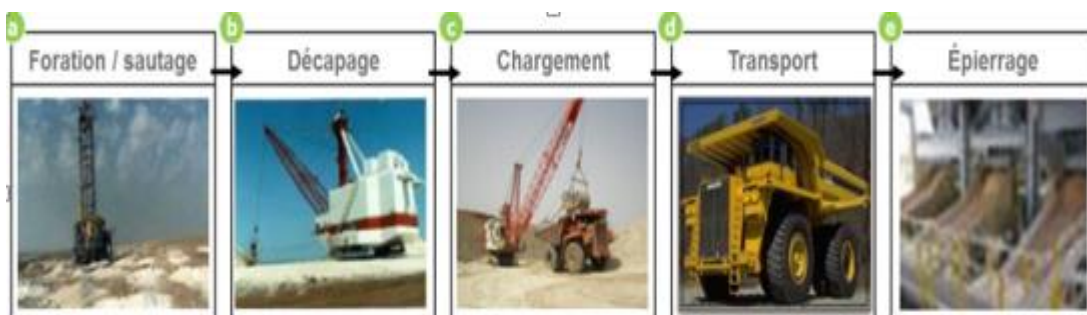 a
Foration / sautage
b
Décapage
c
Chargement
d
Transport
e
Épierrage